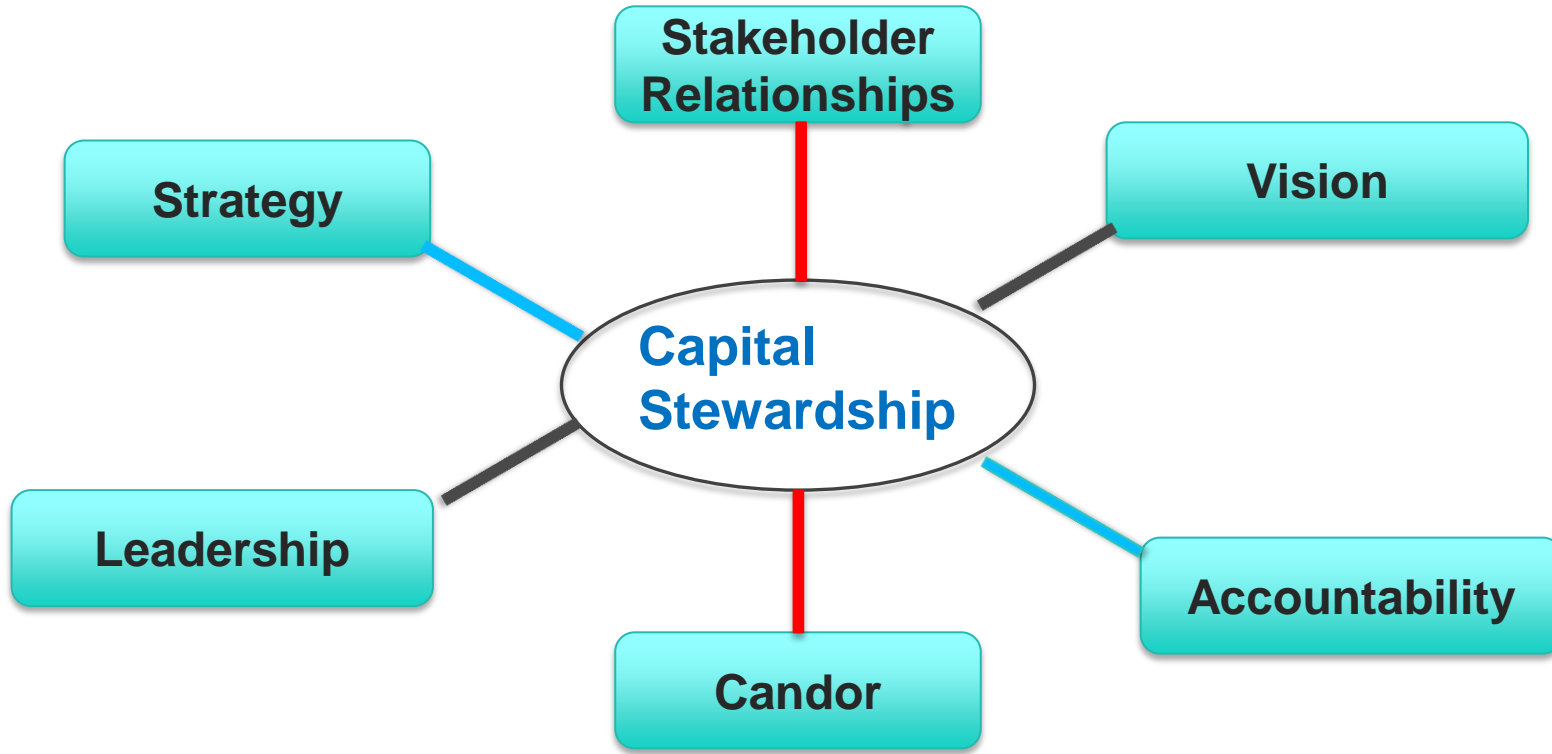 Stakeholder
Relationships
Strategy
Vision
Capital
Stewardship
Leadership
Accountability
Candor